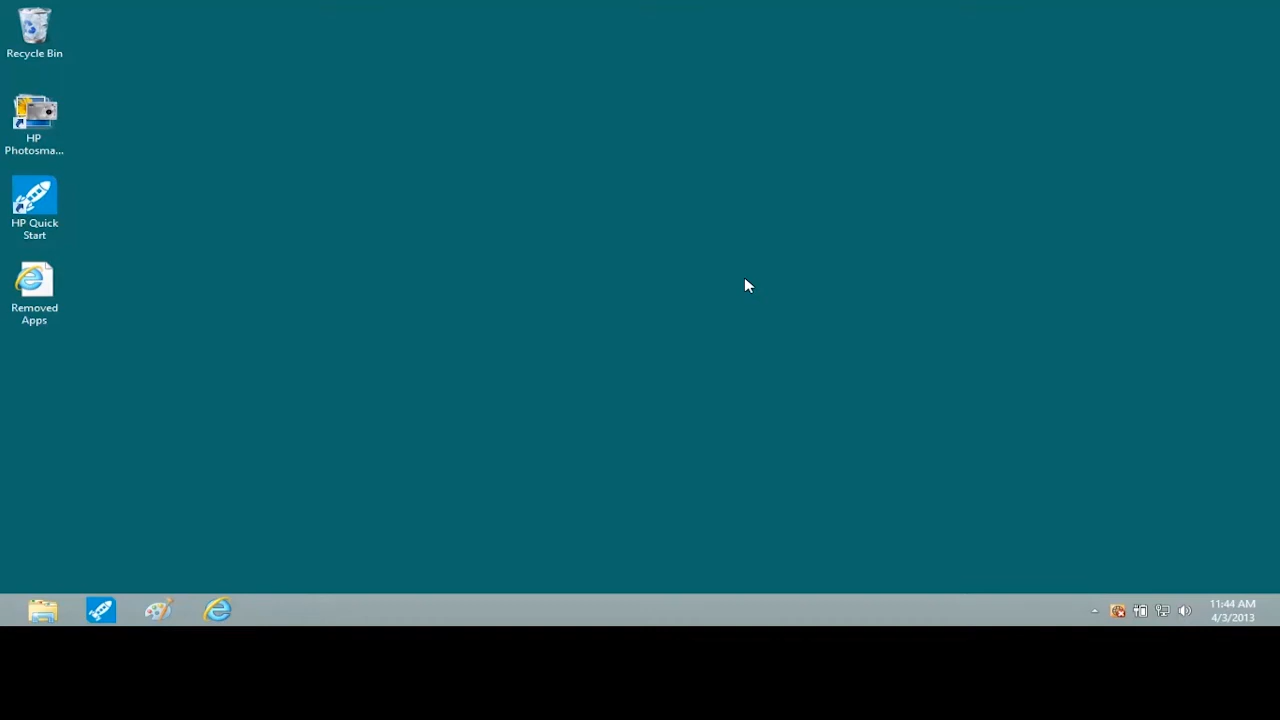 Recycle Bin
HP
Photosma...
HP Quick
Start
Removed
Apps
11:44 AM
4/3/2013